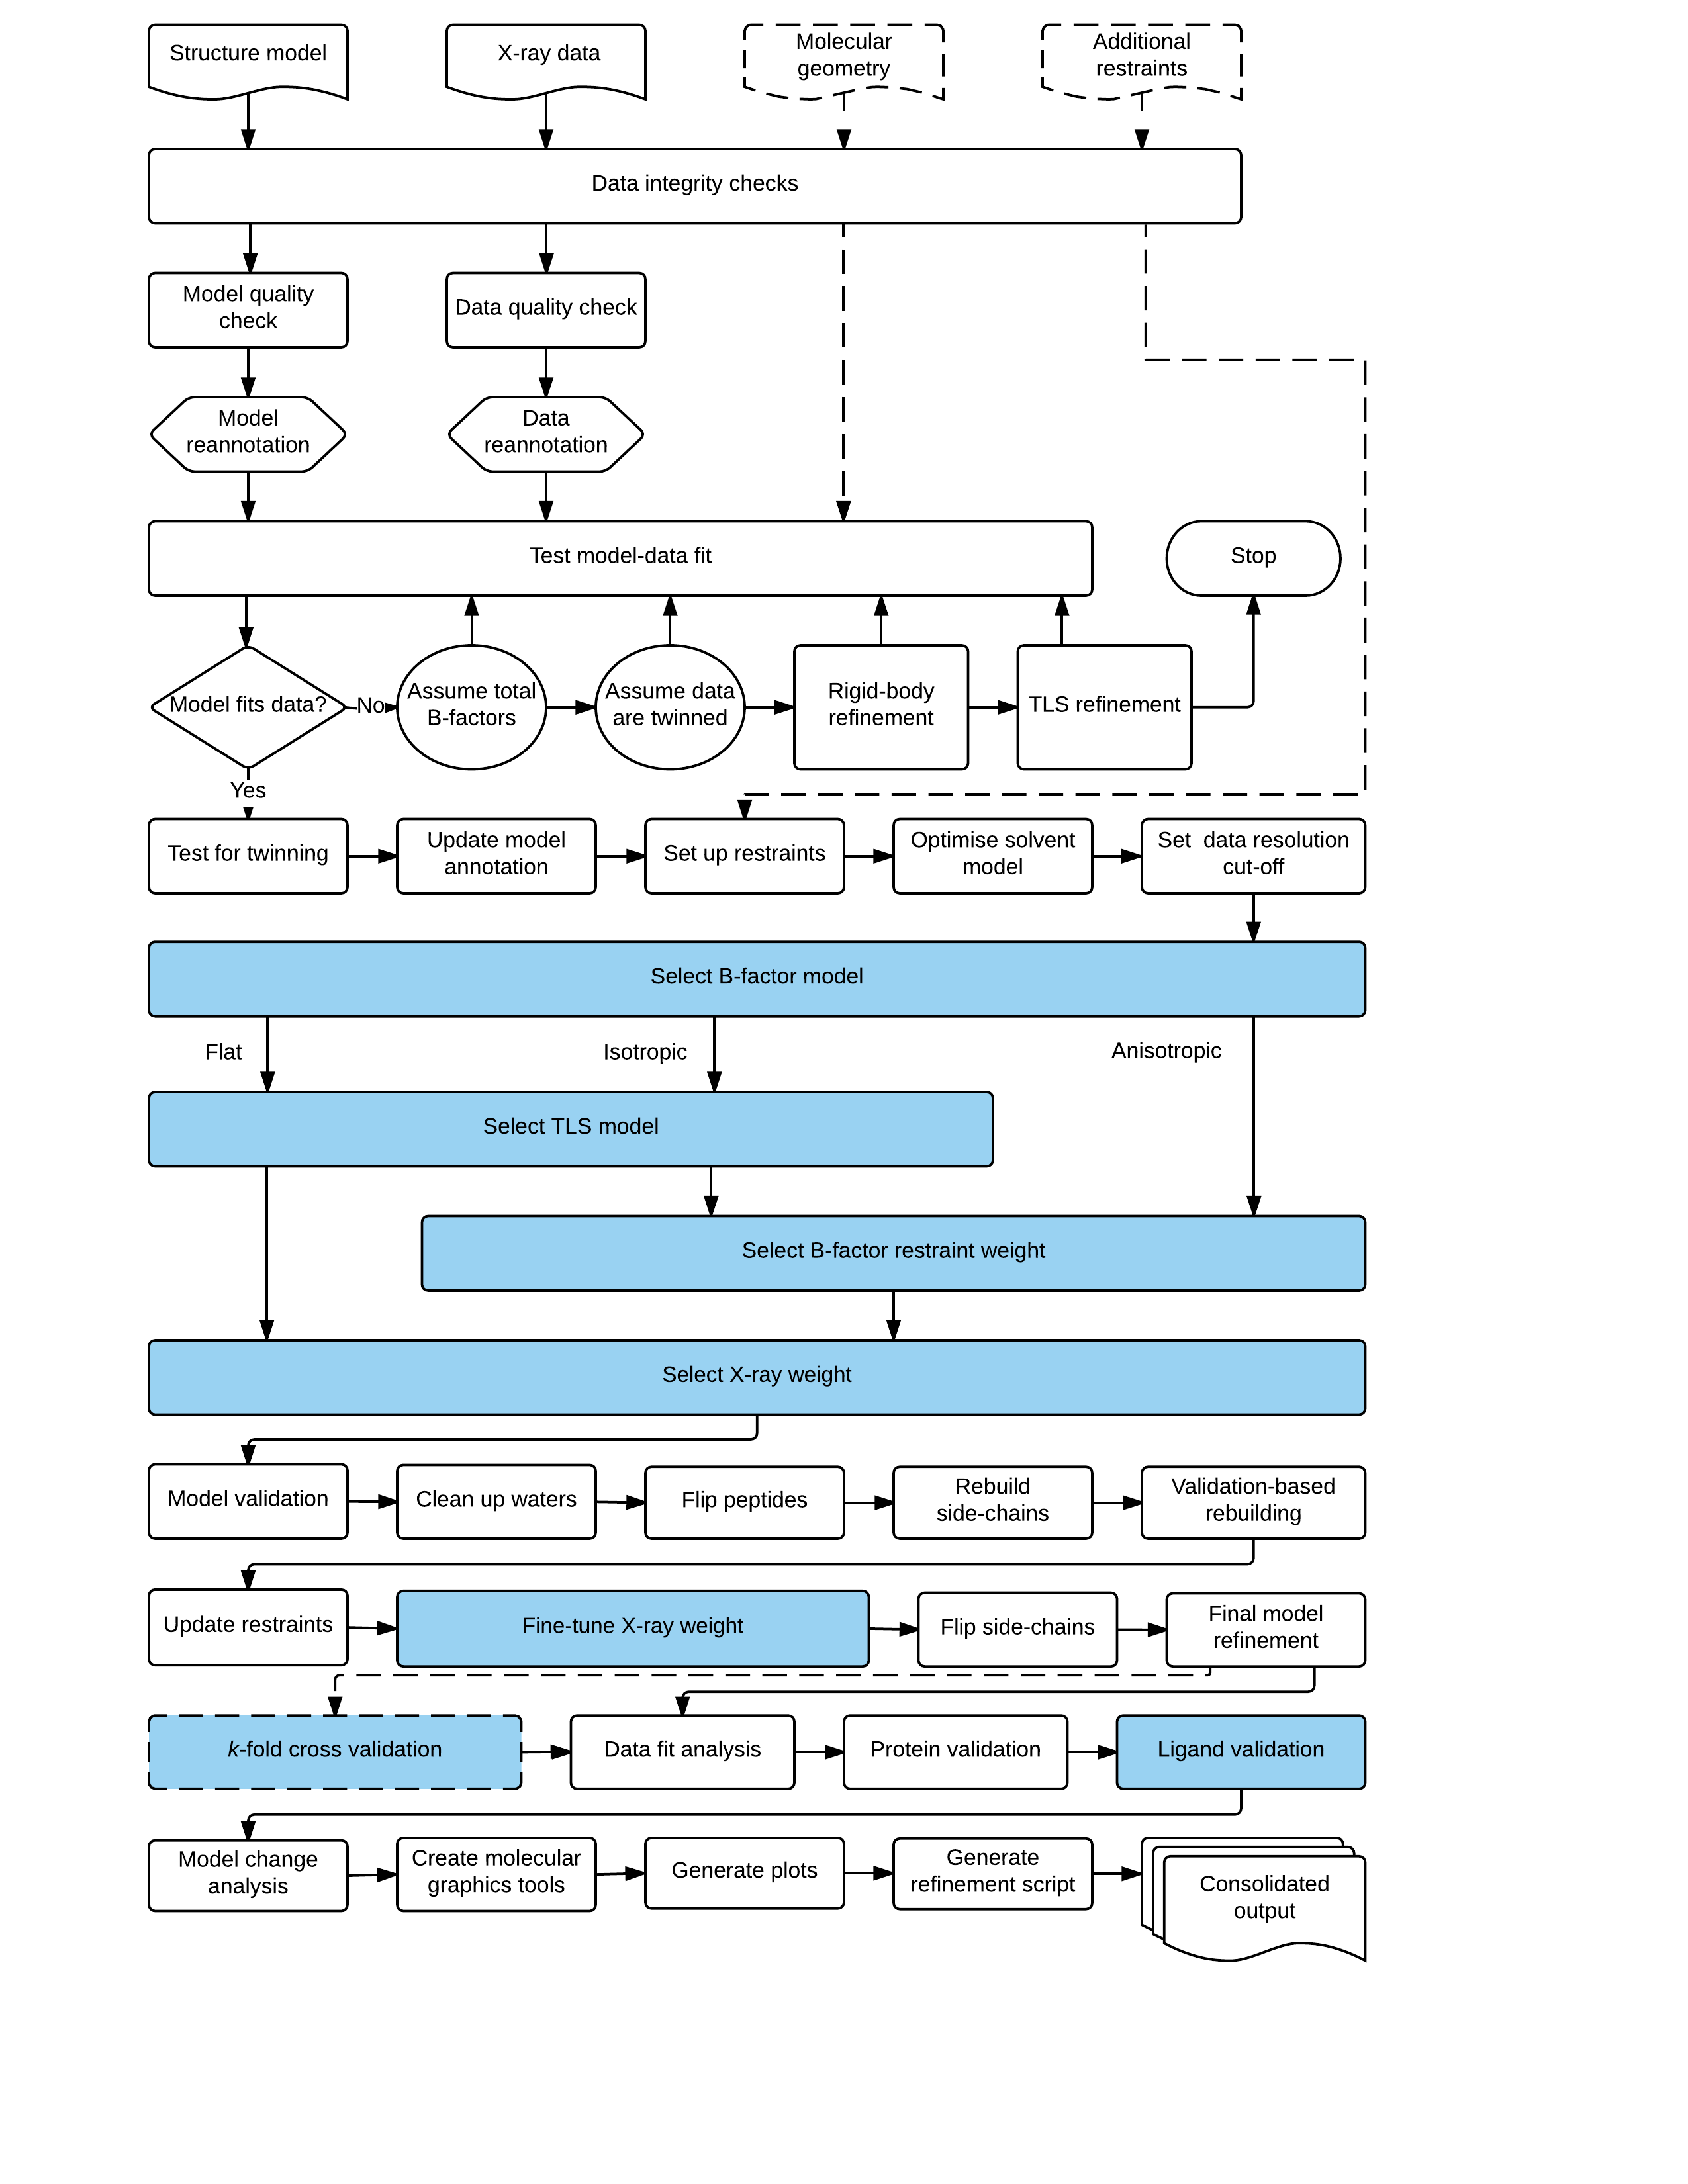 Structure model
X-ray data
Molecular
geometry
Additional
restraints
Data integrity checks
Model quality
check
Data quality check
Model
reannotation
Data
reannotation
Test model-data fit
Stop
Model fits data?
No
Assume total
B-factors
Assume data
are twinned
Rigid-body
refinement
TLS refinement
Yes
Test for twinning
Update model
annotation
Set up restraints
Optimise solvent
model
Set data resolution
cut-off
Select B-factor model
Flat
Isotropic
Anisotropic
Select TLS model
Select B-factor restraint weight
Select X-ray weight
Model validation
Clean up waters
Flip peptides
Rebuild
side-chains
Validation-based
rebuilding
Update restraints
Fine-tune X-ray weight
Flip side-chains
Final model
refinement
k-fold cross validation
Data fit analysis
Protein validation
Ligand validation
Model change
analysis
Create molecular
graphics tools
Generate plots
Generate
refinement script
Consolidated
output